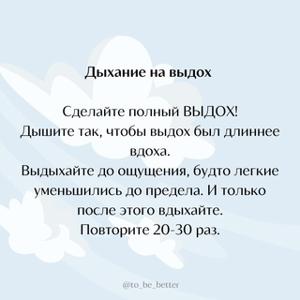 Дыхание на выдох
Сделайте полный ВЫДОХ!
Дышите так, чтобы выдох был длиннее
вдоха.
Выдыхайте до ощущения, будто легкие
уменьшились до предела. И только
после этого вдыхайте.
Повторите 20-30 раз.
@to_be_better